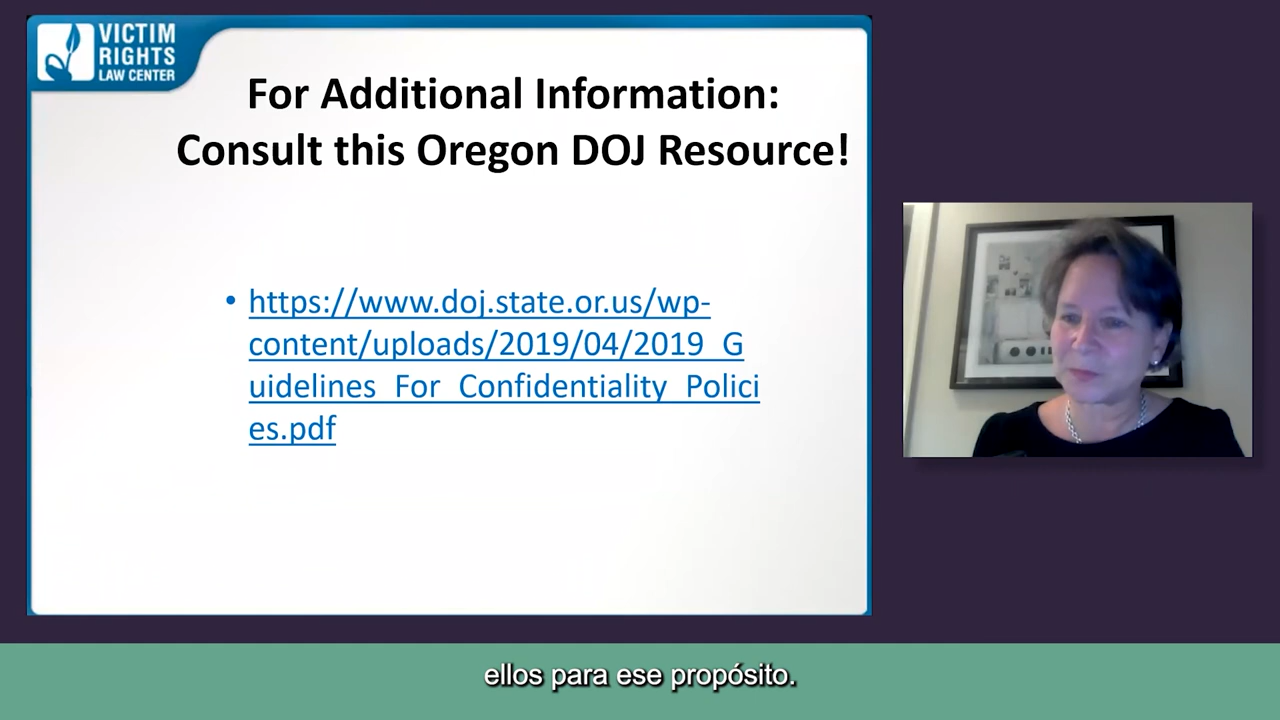 VICTIM
RIGHTS
LAW CENTER
For Additional Information:
Consult this Oregon DOJ Resource!
• https://www.doj.state.or.us/wp-
content/uploads/2019/04/2019_G
uidelines_For_Confidentiality_Polici
es.pdf
ellos para ese propósito.